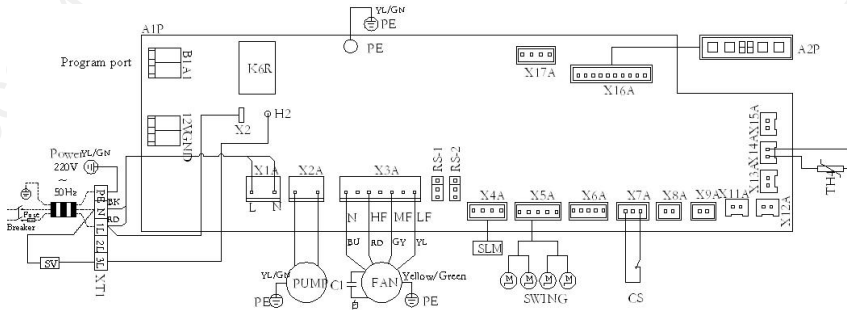 YL/GN
PE
A1P
PE
Program port
B1A1
K6R
X17A
X16A
A2P
12VGND
X2
H2
X15A
X14A
X13A
Power YL/GN
220V
~
50Hz
X1A
X2A
X3A
RS-1
RS-2
X4A
X5A
X6A
X7A
X8A
X9A
X11A
X12A
PE
BK
N
RD
1L
2L
3L
XT1
Fuse
Breaker
SV
L N
N HF MF LF
BU RD GY YL
SLM
YL/GN
PE
PUMP
C1
FAN
Yellow/Green
PE
M M M M
SWING
CS